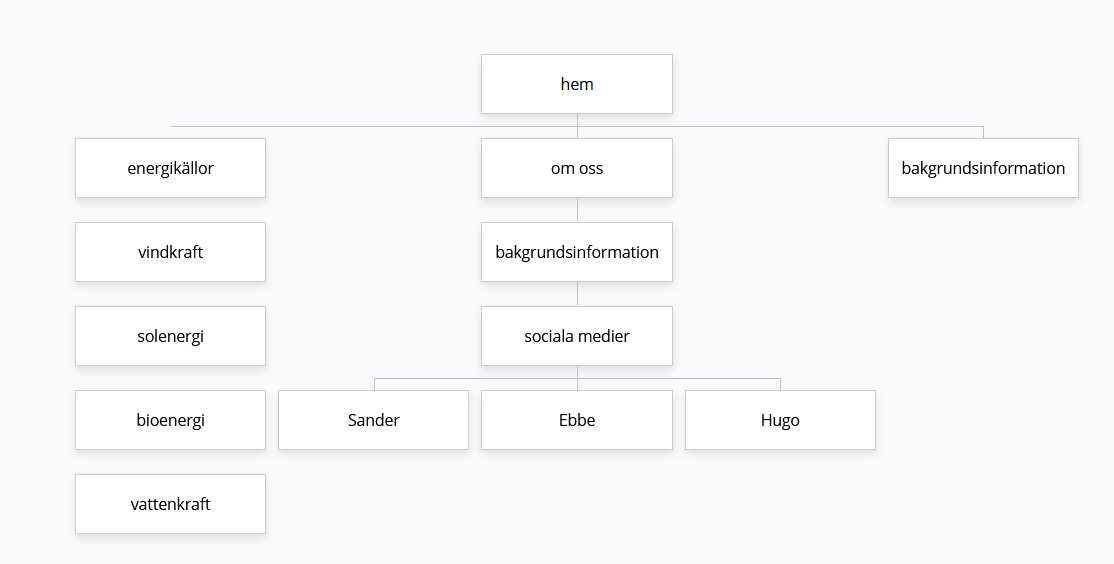 hem
energikällor
om oss
bakgrundsinformation
vindkraft
bakgrundsinformation
solenergi
sociala medier
bioenergi
Sander
Ebbe
Hugo
vattenkraft